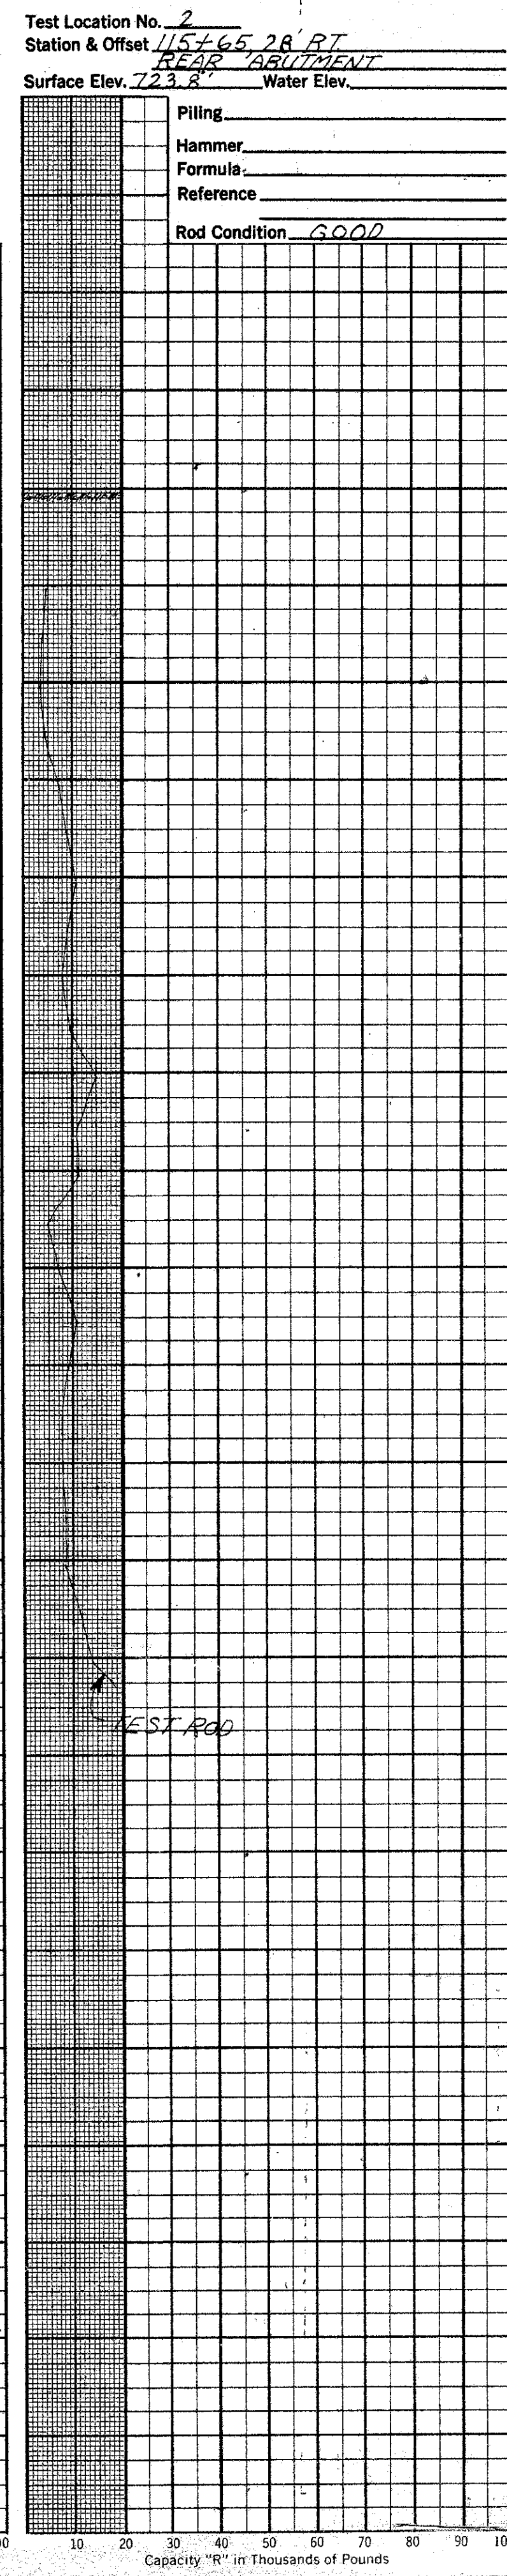 Test Location No. 2
Station & Offset 115+65, 28' RT.
REAR ABUTMENT
Surface Elev. 723.8' Water Elev.
Piling
Hammer
Formula
Reference
Rod Condition GOOD
TEST ROD
10 20 30 40 50 60 70 80 90
Capacity "R" in Thousands of Pounds